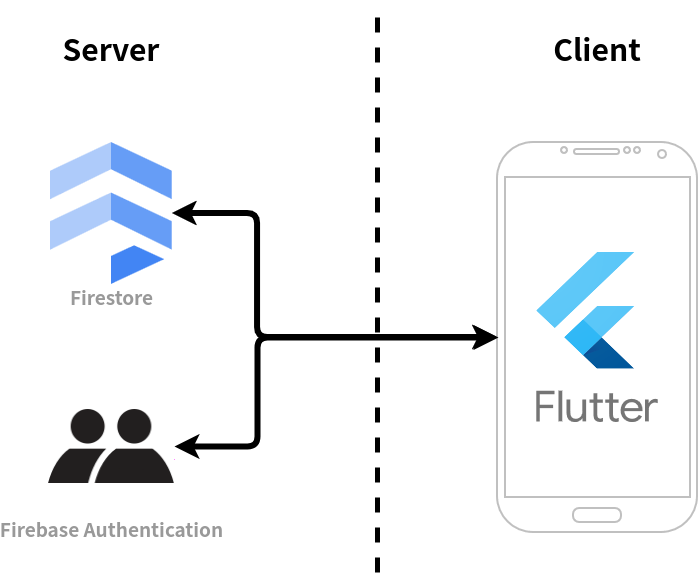 Server
Client
Firestore
Flutter
Firebase Authentication